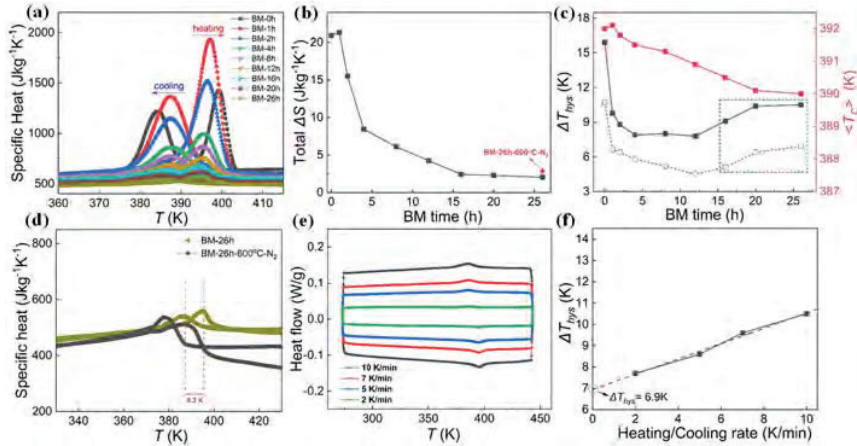 (a)
Specific Heat (Jkg⁻¹K⁻¹)
2000
1500
1000
500
heating
cooling
BM-0h
BM-1h
BM-2h
BM-4h
BM-8h
BM-12h
BM-16h
BM-20h
BM-26h
360 370 380 390 400 410
T (K)
(b)
Total ΔS (Jkg⁻¹K⁻¹)
25
20
15
10
5
0
BM-26h-600°C-N₂
0 5 10 15 20 25
BM time (h)
(c)
ΔT_hys (K)
18
15
12
9
6
3
392
391
390
389
388
387
<T_C> (K)
0 5 10 15 20 25
BM time (h)
(d)
Specific heat (Jkg⁻¹K⁻¹)
800
600
400
200
BM-26h
BM-26h-600°C-N₂
340 360 380 400 420
T (K)
(e)
Heat flow (W/g)
0.2
0.1
0.0
-0.1
-0.2
10 K/min
7 K/min
5 K/min
2 K/min
250 300 350 400 450
T (K)
(f)
ΔT_hys (K)
14
13
12
11
10
9
8
7
6
ΔT_hys= 6.9K
0 2 4 6 8 10
Heating/Cooling rate (K/min)